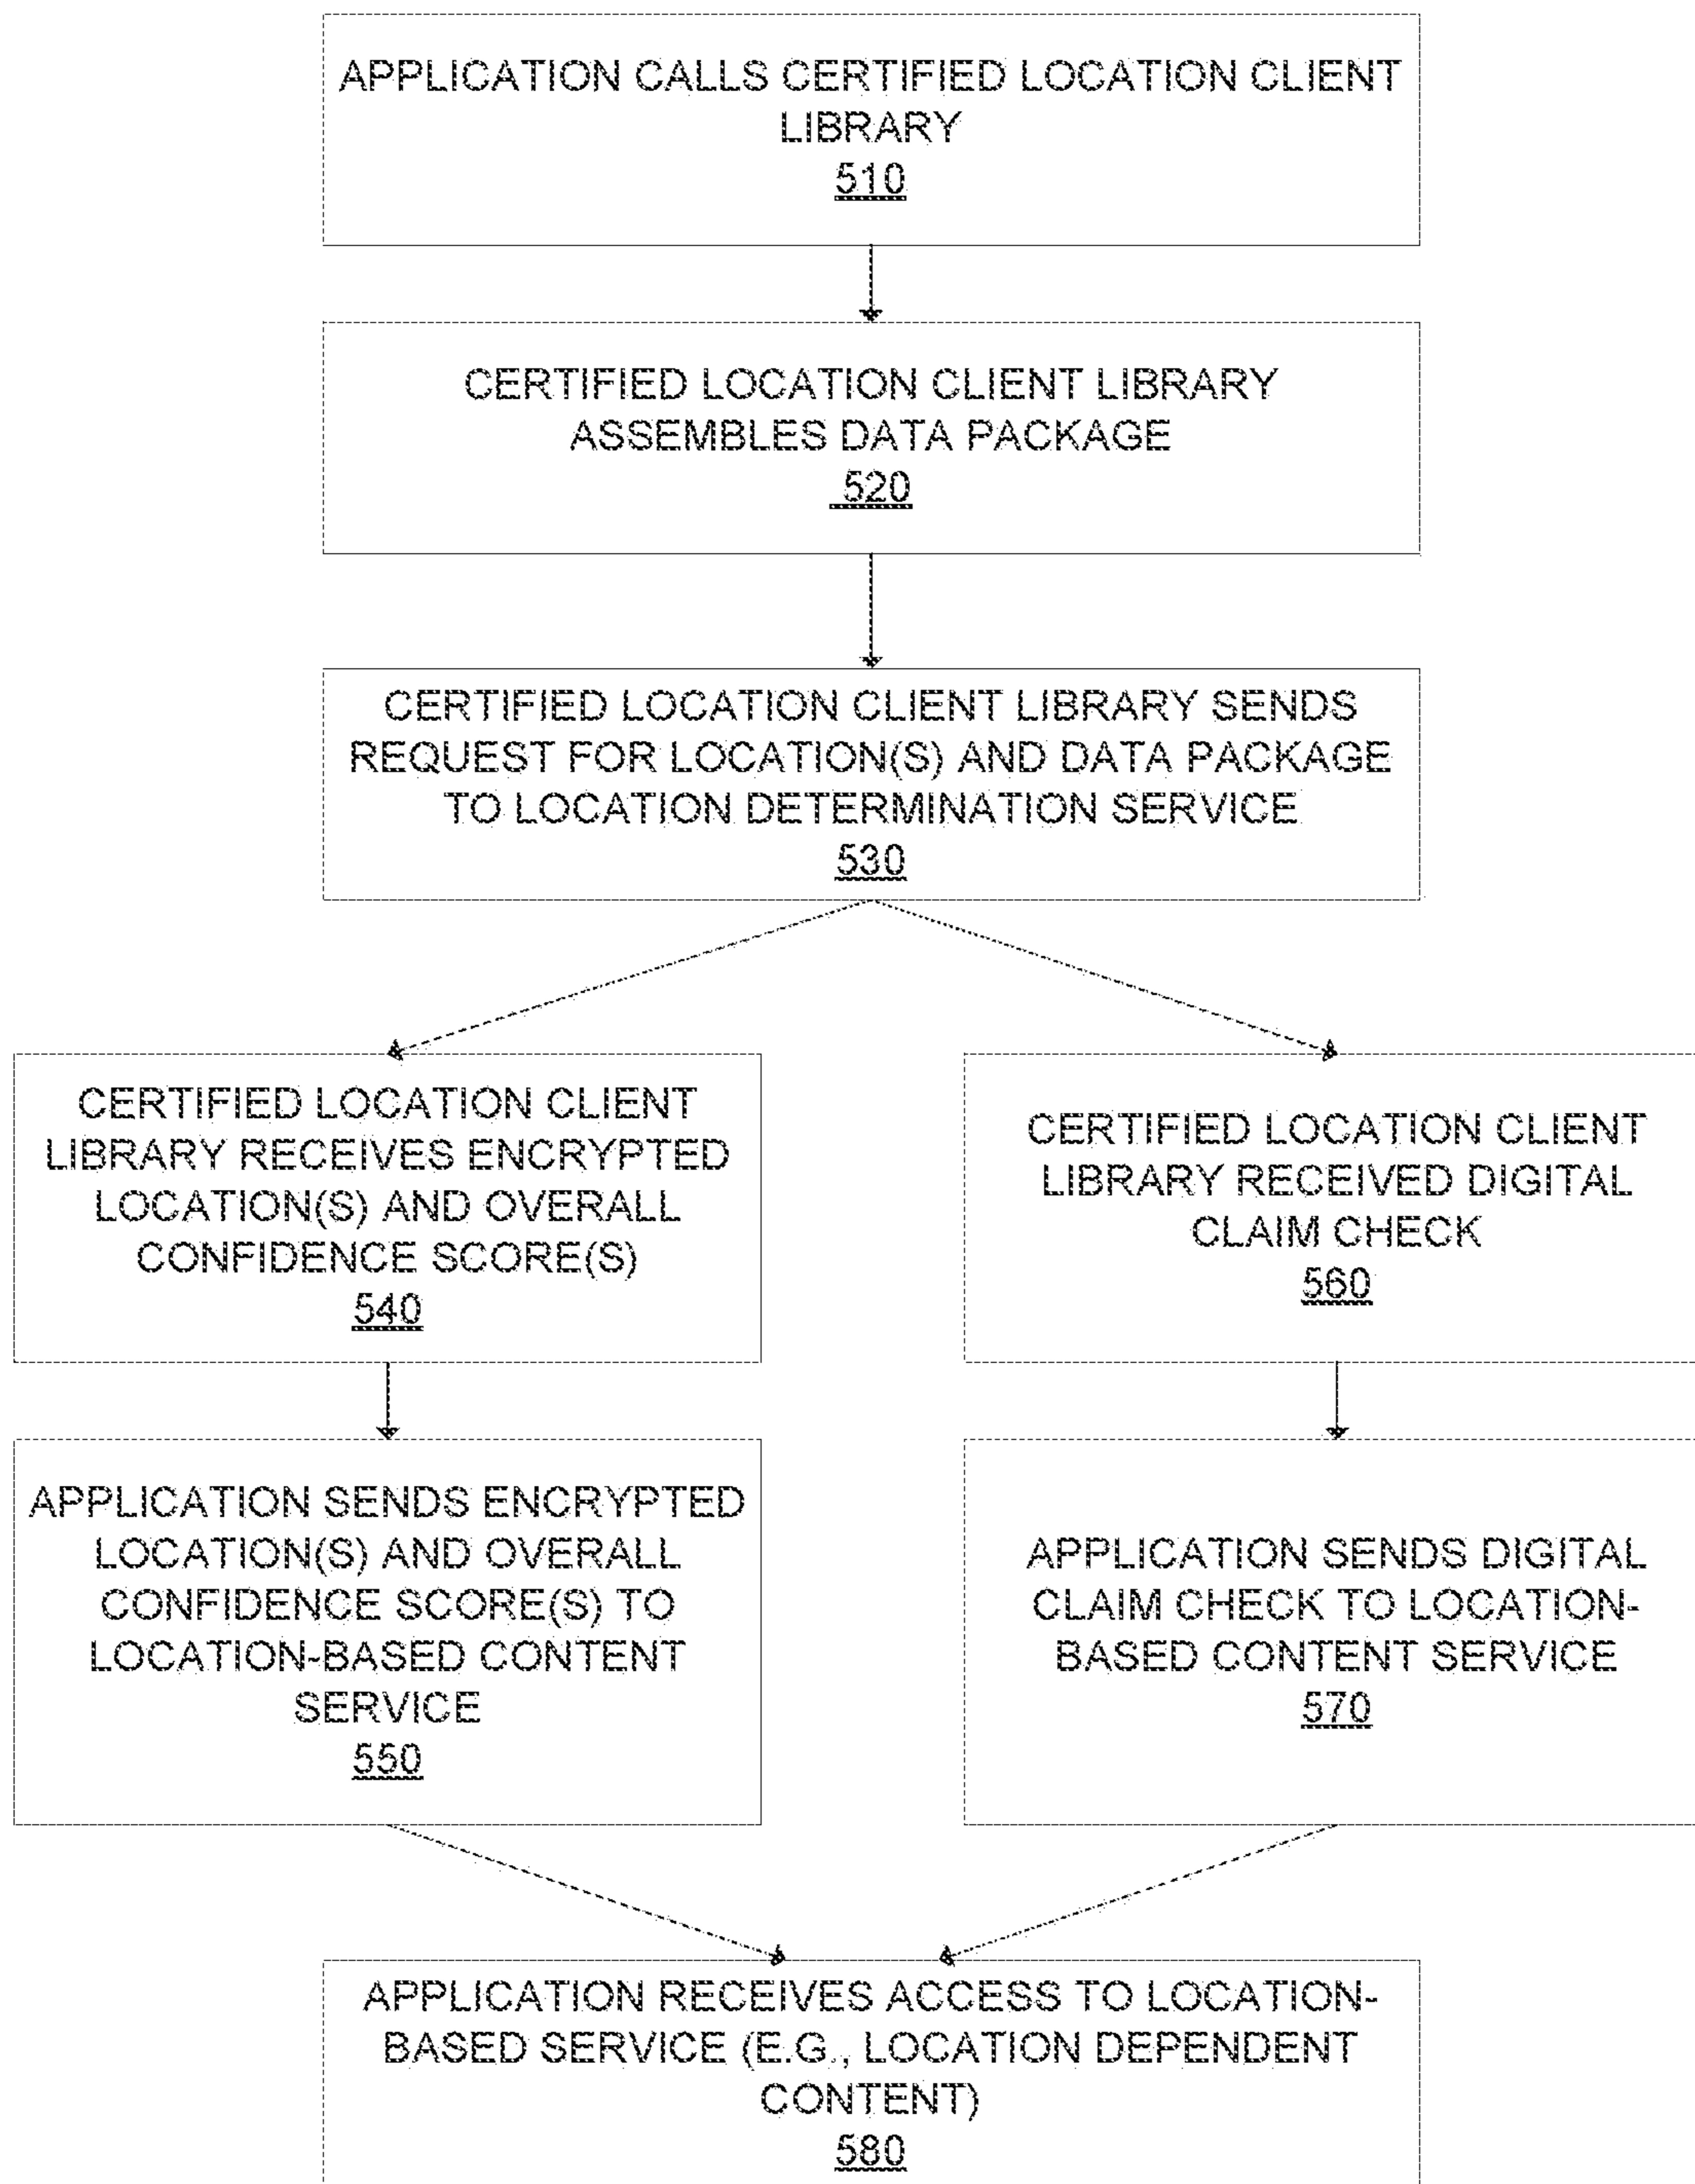 APPLICATION CALLS CERTIFIED LOCATION CLIENT
LIBRARY
510
CERTIFIED LOCATION CLIENT LIBRARY
ASSEMBLES DATA PACKAGE
520
CERTIFIED LOCATION CLIENT LIBRARY SENDS
REQUEST FOR LOCATION(S) AND DATA PACKAGE
TO LOCATION DETERMINATION SERVICE
530
CERTIFIED LOCATION CLIENT
LIBRARY RECEIVES ENCRYPTED
LOCATION(S) AND OVERALL
CONFIDENCE SCORE(S)
540
CERTIFIED LOCATION CLIENT
LIBRARY RECEIVED DIGITAL
CLAIM CHECK
560
APPLICATION SENDS ENCRYPTED
LOCATION(S) AND OVERALL
CONFIDENCE SCORE(S) TO
LOCATION-BASED CONTENT
SERVICE
550
APPLICATION SENDS DIGITAL
CLAIM CHECK TO LOCATION-
BASED CONTENT SERVICE
570
APPLICATION RECEIVES ACCESS TO LOCATION-
BASED SERVICE (E.G., LOCATION DEPENDENT
CONTENT)
580